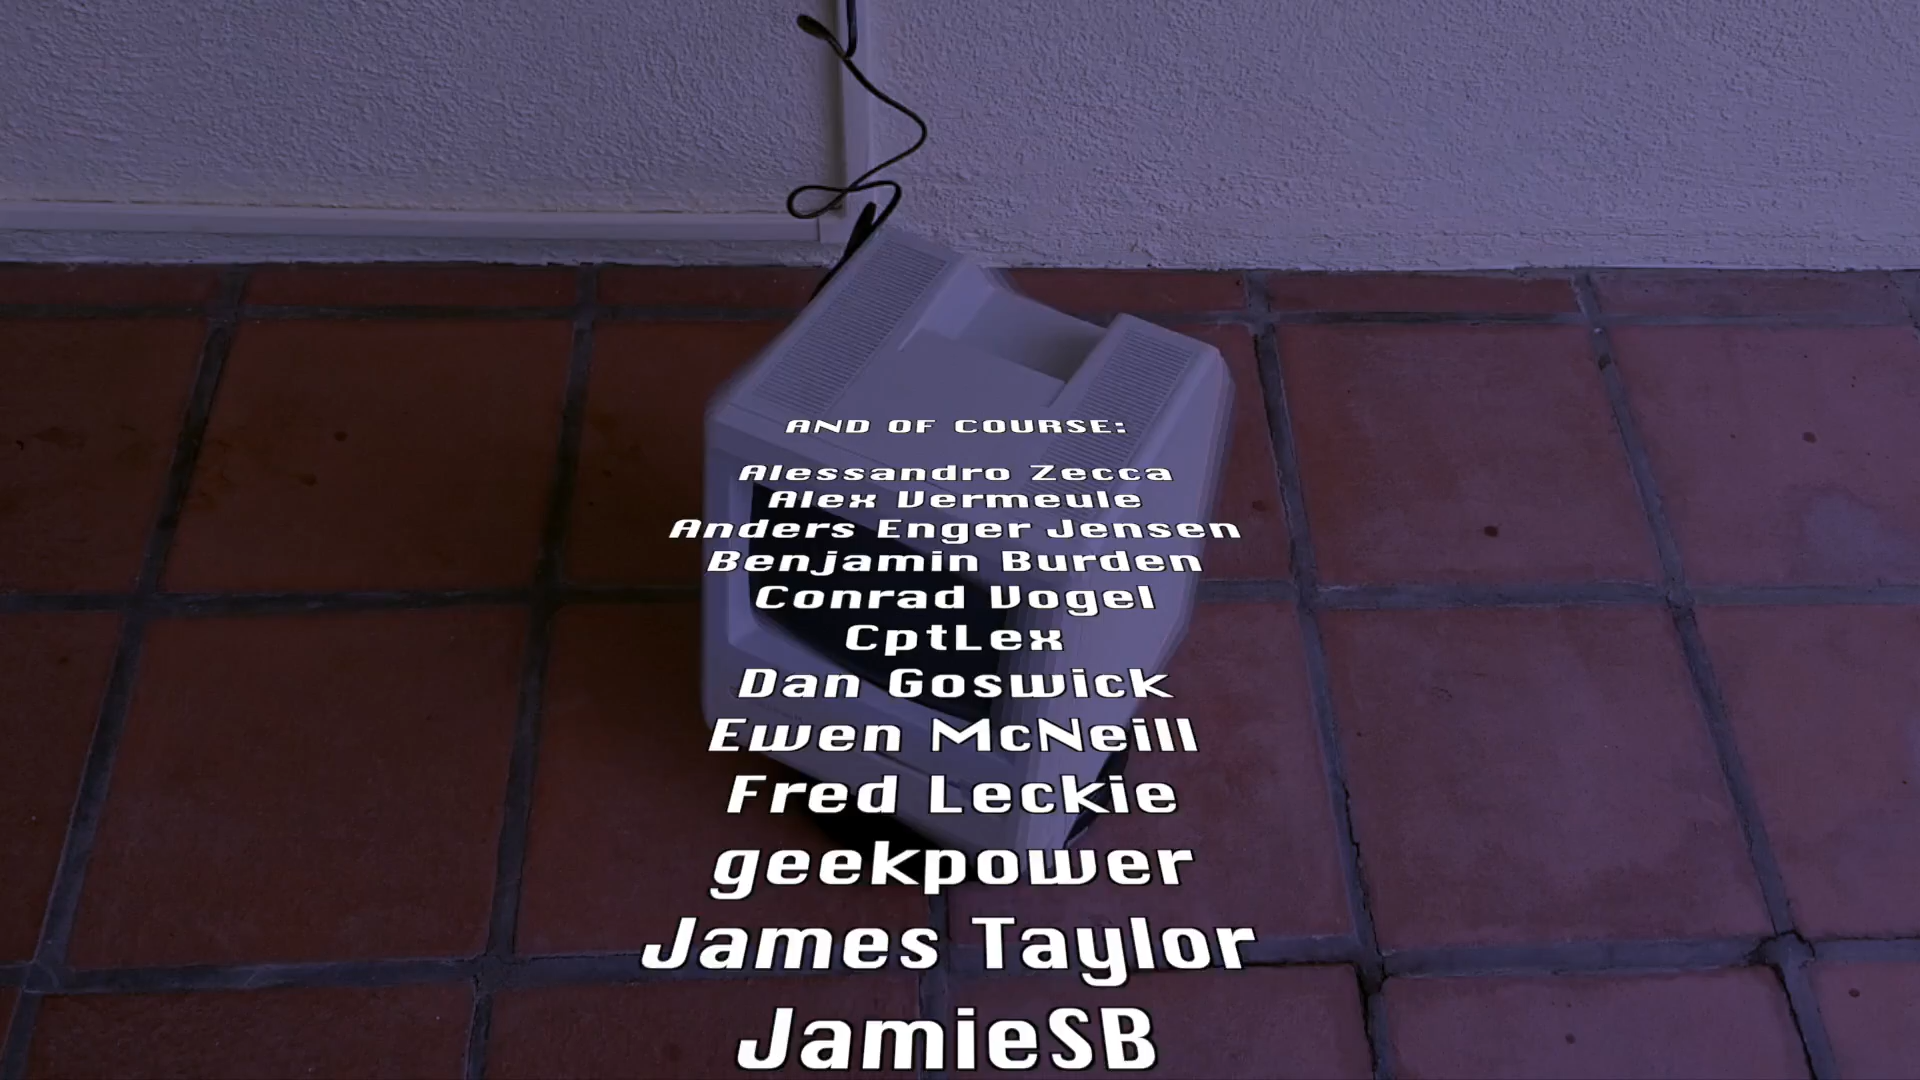 AND OF COURSE:
Alessandro Zecca
Alex Vermeule
Anders Enger Jensen
Benjamin Burden
Conrad Vogel
CptLex
Dan Goswick
Ewen McNeill
Fred Leckie
geekpower
James Taylor
JamieSB